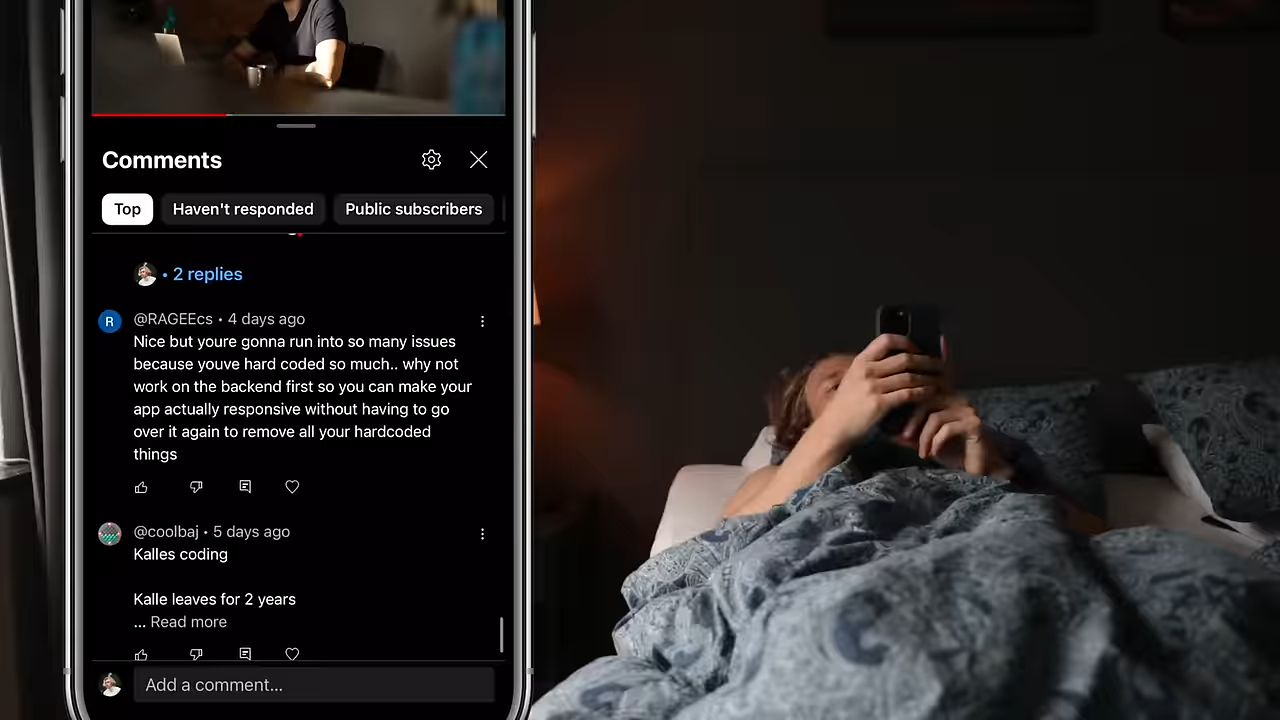 Comments
Top
Haven't responded
Public subscribers
• 2 replies
R
@RAGEEcs • 4 days ago
Nice but youre gonna run into so many issues
because youve hard coded so much.. why not
work on the backend first so you can make your
app actually responsive without having to go
over it again to remove all your hardcoded
things
@coolbaj • 5 days ago
Kalles coding
Kalle leaves for 2 years
... Read more
Add a comment...